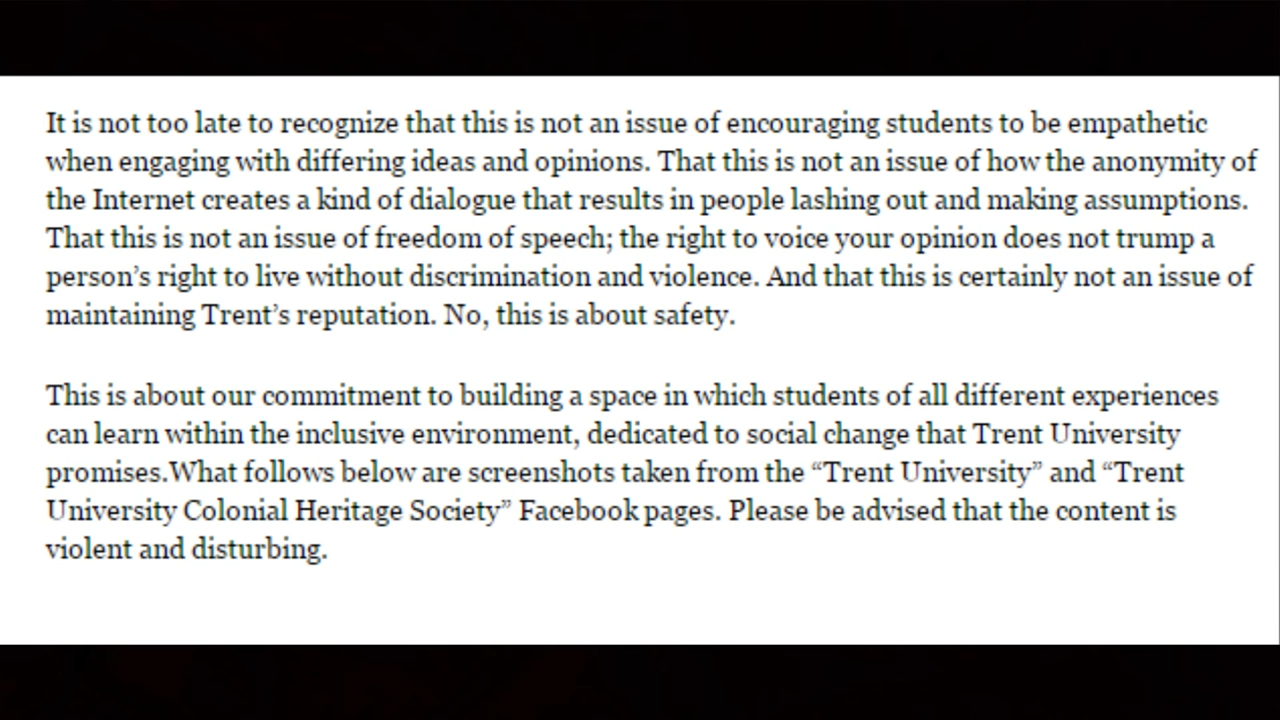 It is not too late to recognize that this is not an issue of encouraging students to be empathetic
when engaging with differing ideas and opinions. That this is not an issue of how the anonymity of
the Internet creates a kind of dialogue that results in people lashing out and making assumptions.
That this is not an issue of freedom of speech; the right to voice your opinion does not trump a
person’s right to live without discrimination and violence. And that this is certainly not an issue of
maintaining Trent’s reputation. No, this is about safety.
This is about our commitment to building a space in which students of all different experiences
can learn within the inclusive environment, dedicated to social change that Trent University
promises.What follows below are screenshots taken from the “Trent University” and “Trent
University Colonial Heritage Society” Facebook pages. Please be advised that the content is
violent and disturbing.